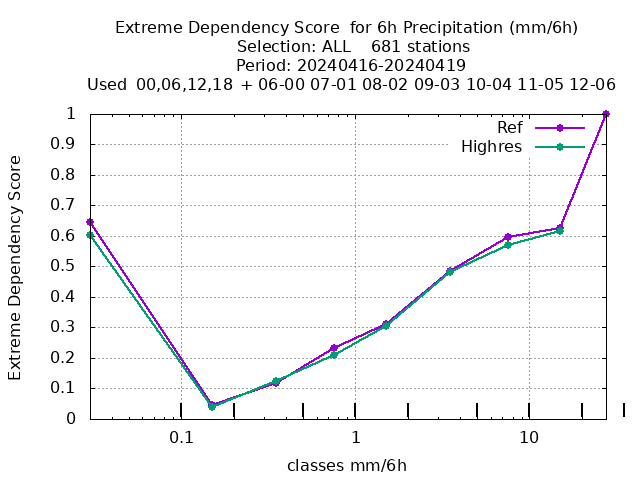 Extreme Dependency Score  for 6h Precipitation (mm/6h)
Selection: ALL    681 stations
Period: 20240416-20240419
Used  00,06,12,18  + 06-00 07-01 08-02 09-03 10-04 11-05 12-06
Ref
Highres
Extreme Dependency Score
1
0.9
0.8
0.7
0.6
0.5
0.4
0.3
0.2
0.1
0
0.1
1
10
classes mm/6h